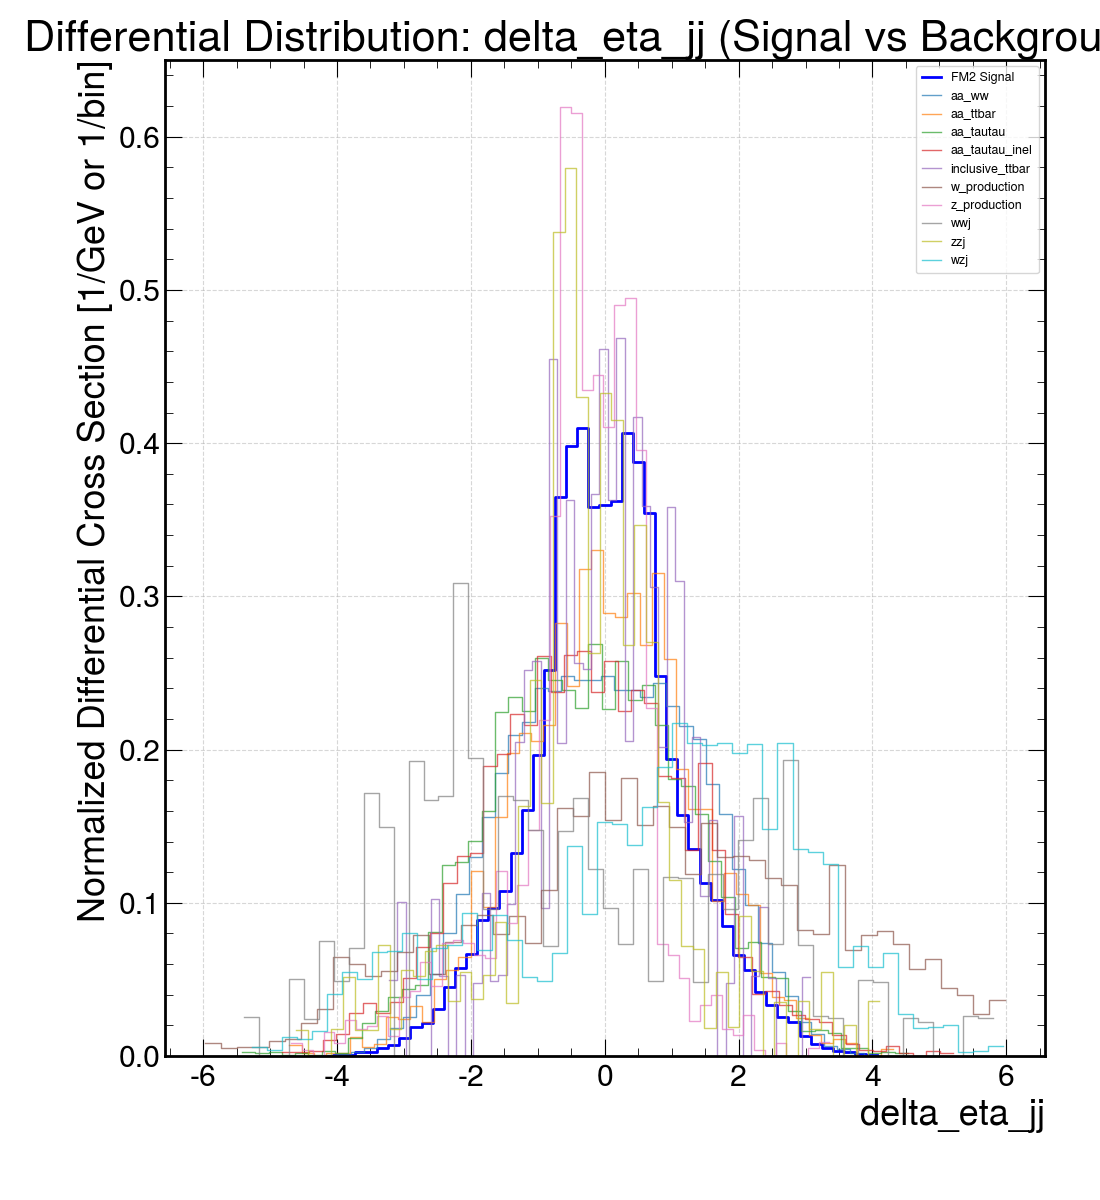 Differential Distribution: delta_eta_jj (Signal vs Backgrou
Normalized Differential Cross Section [1/GeV or 1/bin]
0.6
0.5
0.4
0.3
0.2
0.1
0.0
FM2 Signal
aa_ww
aa_ttbar
aa_tautau
aa_tautau_inel
inclusive_ttbar
w_production
z_production
wwj
zzj
wzj
-6 -4 -2 0 2 4 6
delta_eta_jj